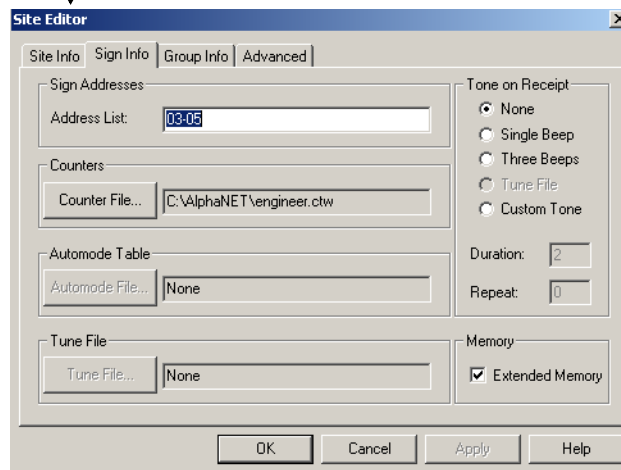 Site Editor
Site Info Sign Info Group Info Advanced
Sign Addresses
Address List: 03-05
Counters
Counter File... C:\AlphaNET\engineer.ctw
Automode Table
Automode File... None
Tune File
Tune File... None
Tone on Receipt
None
Single Beep
Three Beeps
Tune File
Custom Tone
Duration: 2
Repeat: 0
Memory
Extended Memory
OK Cancel Apply Help